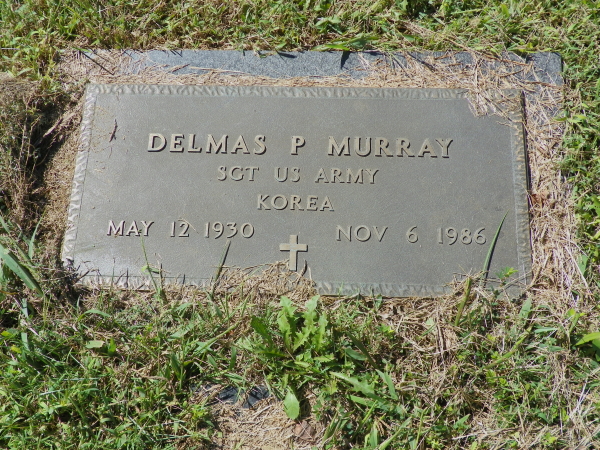 DELMAS P MURRAY
SGT US ARMY
KOREA
MAY 12 1930 NOV 6 1986